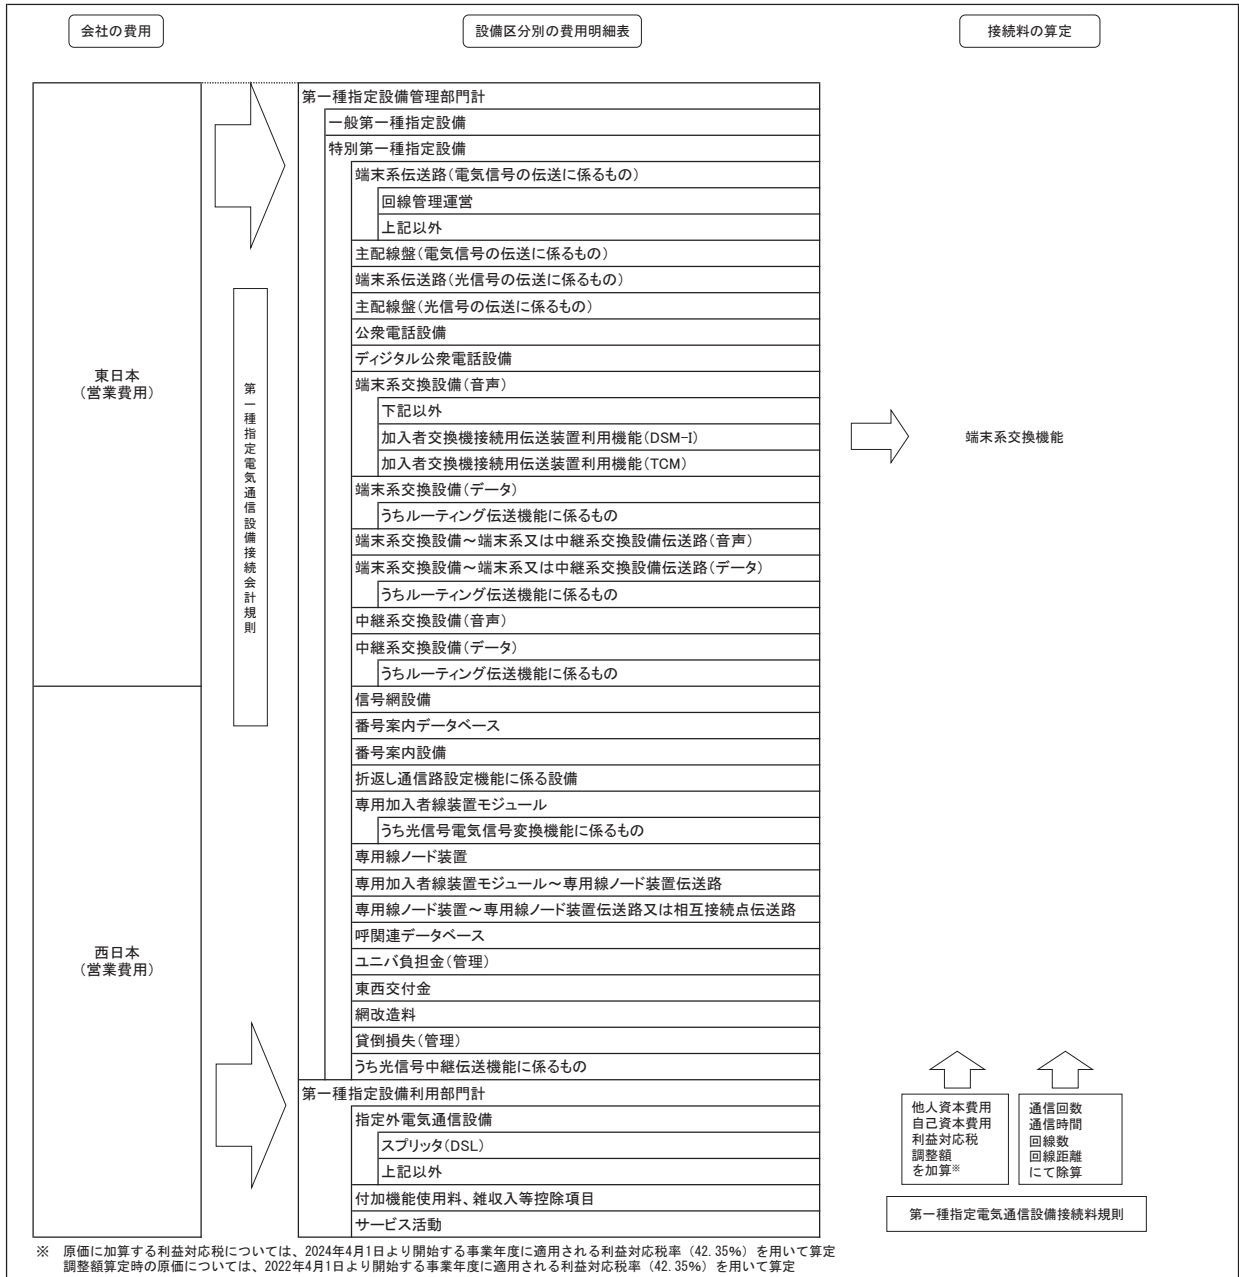 会社の費用
設備区分別の費用明細表
接続料の算定
東日本
(営業費用)
西日本
(営業費用)
第一種指定電気通信設備接続会計規則
第一種指定設備管理部門計
一般第一種指定設備
特別第一種指定設備
端末系伝送路(電気信号の伝送に係るもの)
回線管理運営
上記以外
主配線盤(電気信号の伝送に係るもの)
端末系伝送路(光信号の伝送に係るもの)
主配線盤(光信号の伝送に係るもの)
公衆電話設備
ディジタル公衆電話設備
端末系交換設備(音声)
下記以外
加入者交換機接続用伝送装置利用機能(DSM-I)
加入者交換機接続用伝送装置利用機能(TCM)
端末系交換設備(データ)
うちルーティング伝送機能に係るもの
端末系交換設備～端末系又は中継系交換設備伝送路(音声)
端末系交換設備～端末系又は中継系交換設備伝送路(データ)
うちルーティング伝送機能に係るもの
中継系交換設備(音声)
中継系交換設備(データ)
うちルーティング伝送機能に係るもの
信号網設備
番号案内データベース
番号案内設備
折返し通信路設定機能に係る設備
専用加入者線装置モジュール
うち光信号電気信号変換機能に係るもの
専用線ノード装置
専用加入者線装置モジュール～専用線ノード装置伝送路
専用線ノード装置～専用線ノード装置伝送路又は相互接続点伝送路
呼関連データベース
ユニバ負担金(管理)
東西交付金
網改造料
貸倒損失(管理)
うち光信号中継伝送機能に係るもの
第一種指定設備利用部門計
指定外電気通信設備
スプリッタ(DSL)
上記以外
付加機能使用料、雑収入等控除項目
サービス活動
端末系交換機能
他人資本費用
自己資本費用
利益対応税
調整額
を加算※
通信回数
通信時間
回線数
回線距離
にて除算
第一種指定電気通信設備接続料規則
※ 原価に加算する利益対応税については、2024年4月1日より開始する事業年度に適用される利益対応税率(42.35%)を用いて算定
調整額算定時の原価については、2022年4月1日より開始する事業年度に適用される利益対応税率(42.35%)を用いて算定